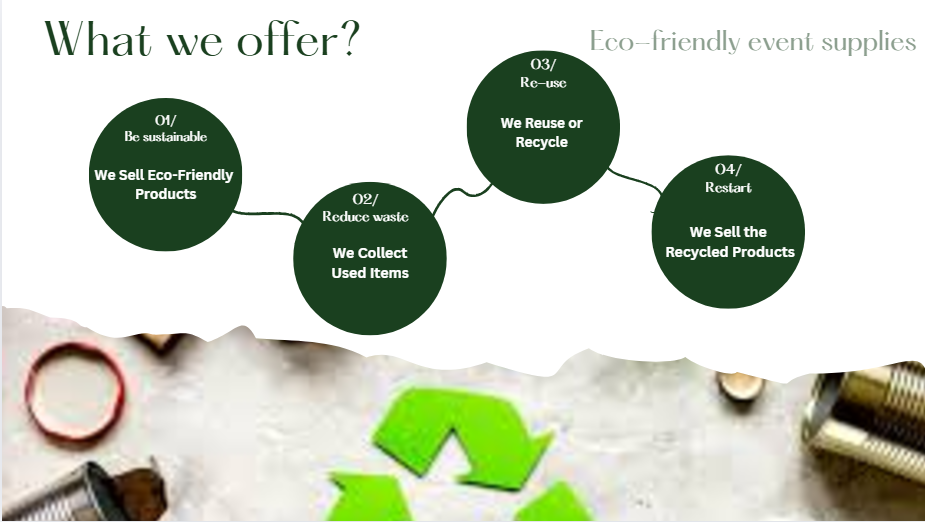 What we offer?
Eco-friendly event supplies
01/
Be sustainable
We Sell Eco-Friendly
Products
02/
Reduce waste
We Collect
Used Items
03/
Re-use
We Reuse or
Recycle
04/
Restart
We Sell the
Recycled Products